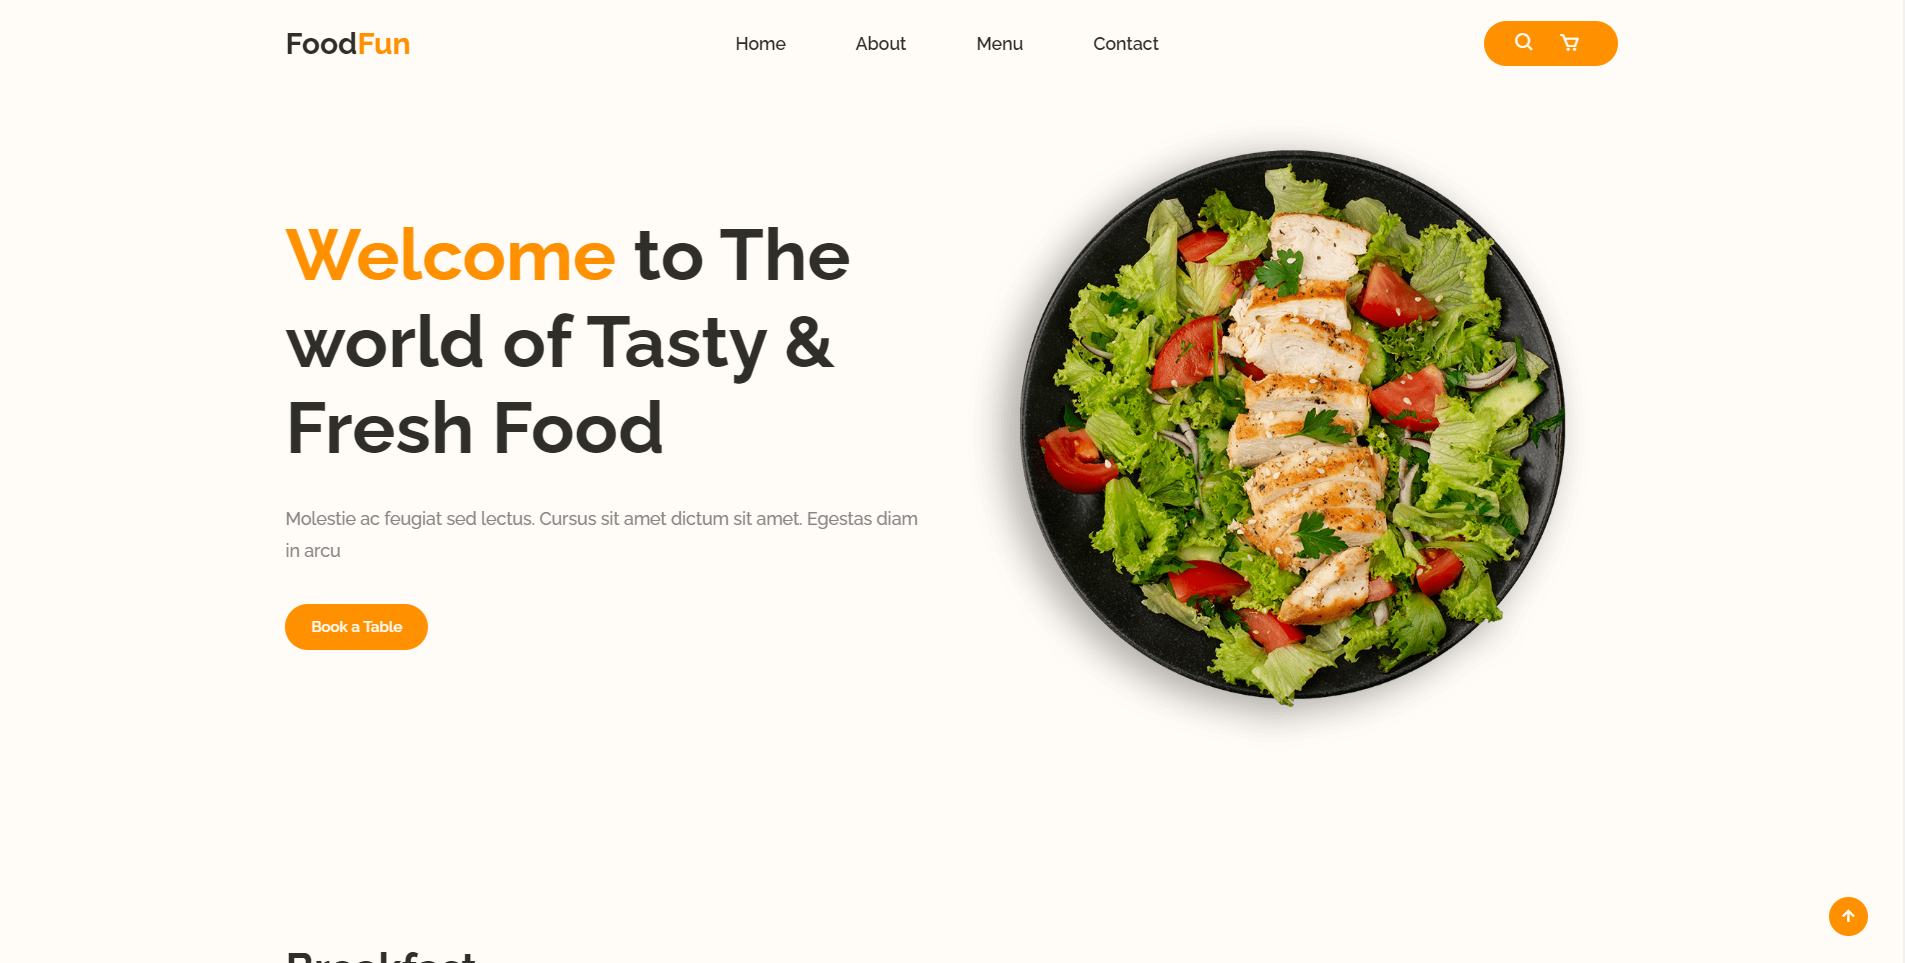 FoodFun
Home
About
Menu
Contact
Welcome to The
world of Tasty &
Fresh Food
Molestie ac feugiat sed lectus. Cursus sit amet dictum sit amet. Egestas diam
in arcu
Book a Table
Breakfast